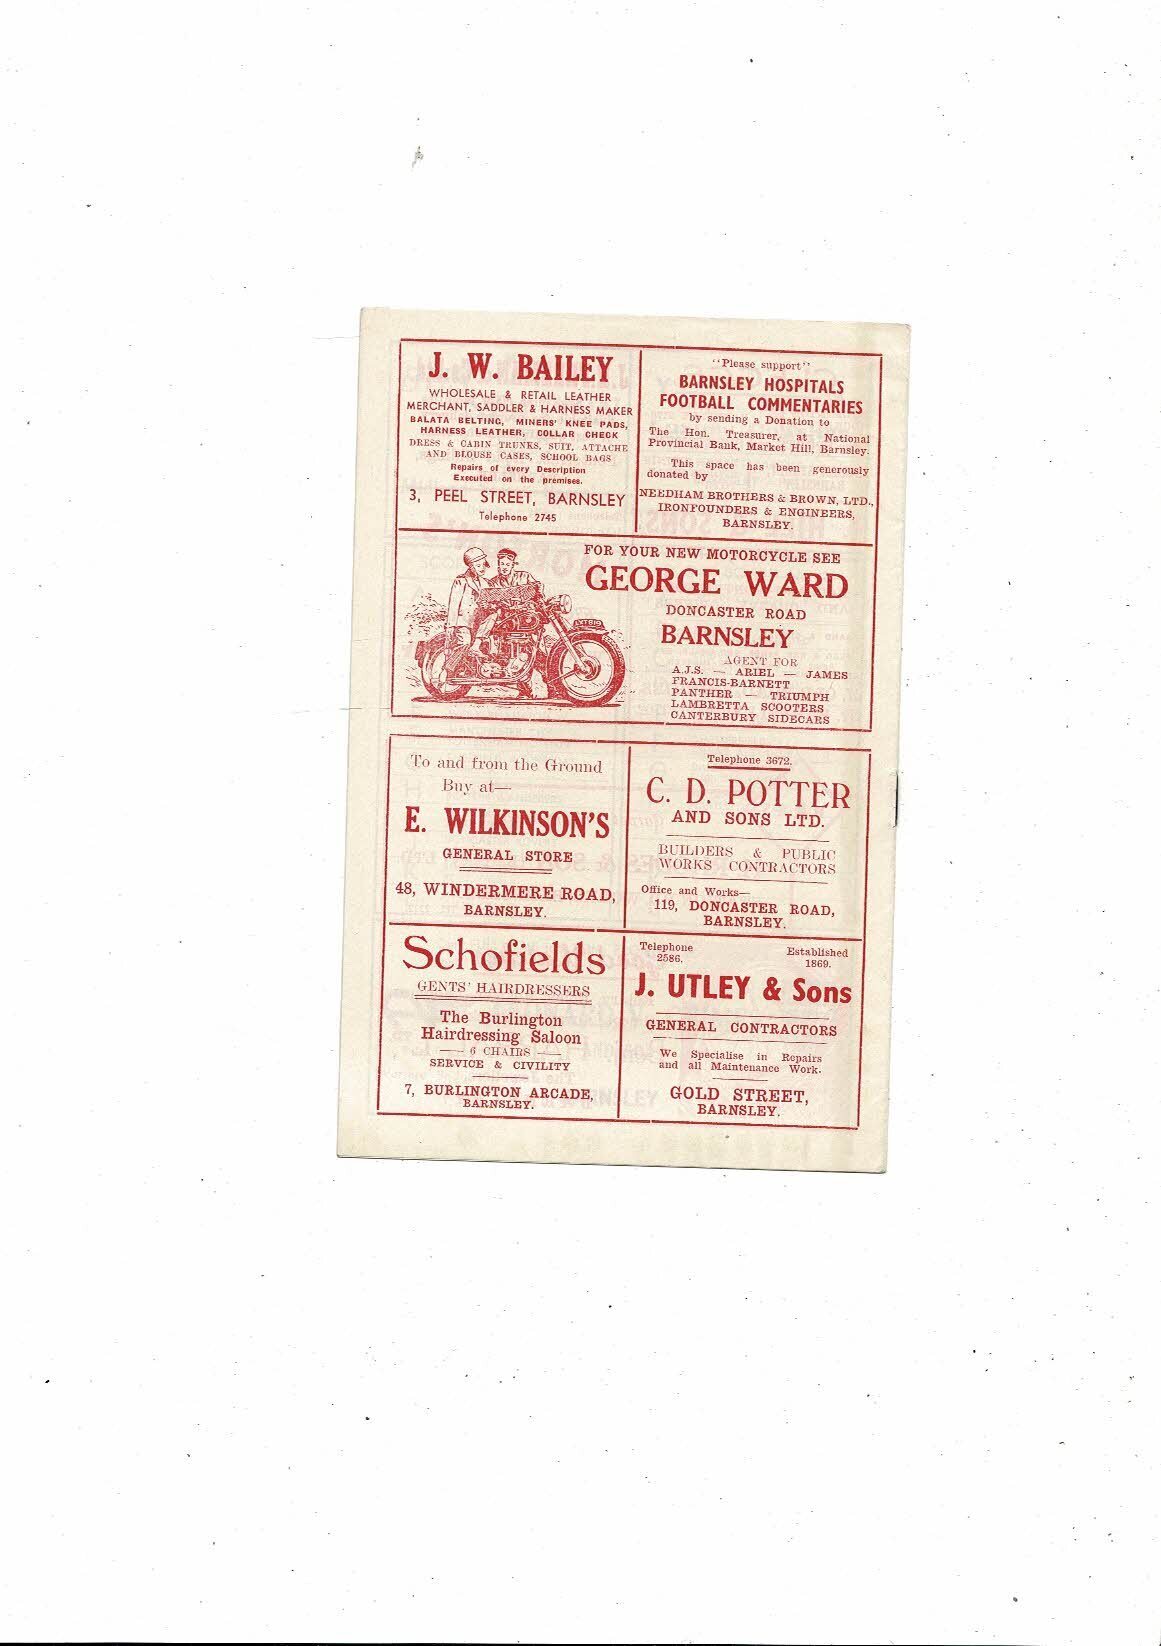 J. W. BAILEY
WHOLESALE & RETAIL LEATHER
MERCHANT, SADDLER & HARNESS MAKER
BALATA BELTING, MINERS' KNEE PADS,
HARNESS LEATHER, COLLAR CHECK
DRESS & CABIN TRUNKS, SUIT, ATTACHE
AND BLOUSE CASES, SCHOOL BAGS
Repairs of every Description
Executed on the premises.
3, PEEL STREET, BARNSLEY
Telephone 2745
"Please support"
BARNSLEY HOSPITALS
FOOTBALL COMMENTARIES
by sending a Donation to
The Hon. Treasurer, at National
Provincial Bank, Market Hill, Barnsley.
This space has been generously
donated by
NEEDHAM BROTHERS & BROWN, LTD.,
IRONFOUNDERS & ENGINEERS,
BARNSLEY.
FOR YOUR NEW MOTORCYCLE SEE
GEORGE WARD
DONCASTER ROAD
BARNSLEY
AGENT FOR
A.J.S. — ARIEL — JAMES
FRANCIS-BARNETT
PANTHER — TRIUMPH
LAMBRETTA SCOOTERS
CANTERBURY SIDECARS
To and from the Ground
Buy at—
E. WILKINSON'S
GENERAL STORE
48, WINDERMERE ROAD,
BARNSLEY.
Telephone 3672.
C. D. POTTER
AND SONS LTD.
BUILDERS & PUBLIC
WORKS CONTRACTORS
Office and Works—
119, DONCASTER ROAD,
BARNSLEY.
Schofields
GENTS' HAIRDRESSERS
The Burlington
Hairdressing Saloon
— 6 CHAIRS —
SERVICE & CIVILITY
7, BURLINGTON ARCADE,
BARNSLEY.
Telephone
2586.
Established
1869.
J. UTLEY & Sons
GENERAL CONTRACTORS
We Specialise in Repairs
and all Maintenance Work.
GOLD STREET,
BARNSLEY.